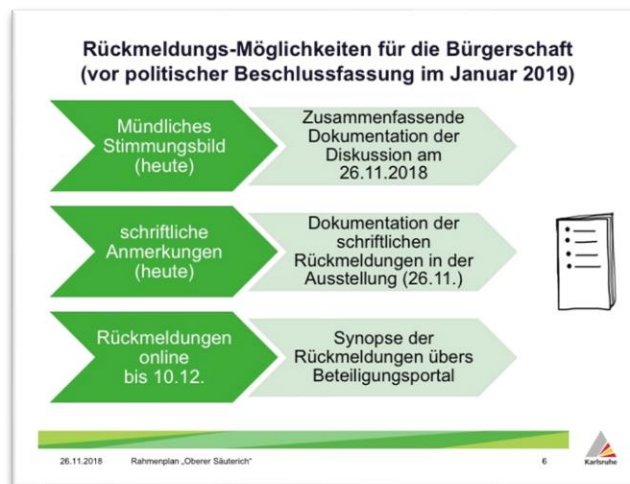 Rückmeldungs-Möglichkeiten für die Bürgerschaft
(vor politischer Beschlussfassung im Januar 2019)
Mündliches
Stimmungsbild
(heute)
Zusammenfassende
Dokumentation der
Diskussion am
26.11.2018
schriftliche
Anmerkungen
(heute)
Dokumentation der
schriftlichen
Rückmeldungen in der
Ausstellung (26.11.)
Rückmeldungen
online
bis 10.12.
Synopse der
Rückmeldungen übers
Beteiligungsportal
26.11.2018 Rahmenplan „Oberer Säuterich" 6
Karlsruhe